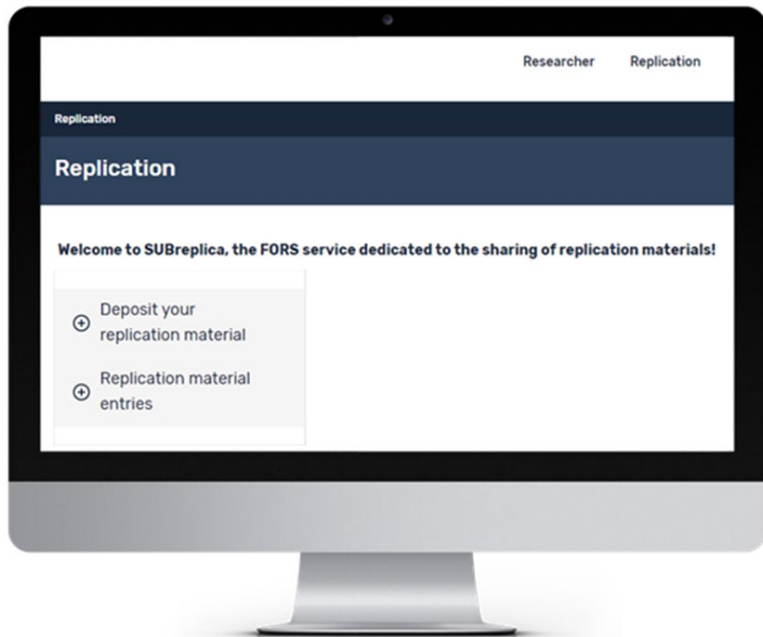 Researcher Replication
Replication
Replication
Welcome to SUBreplica, the FORS service dedicated to the sharing of replication materials!
Deposit your
replication material
Replication material
entries